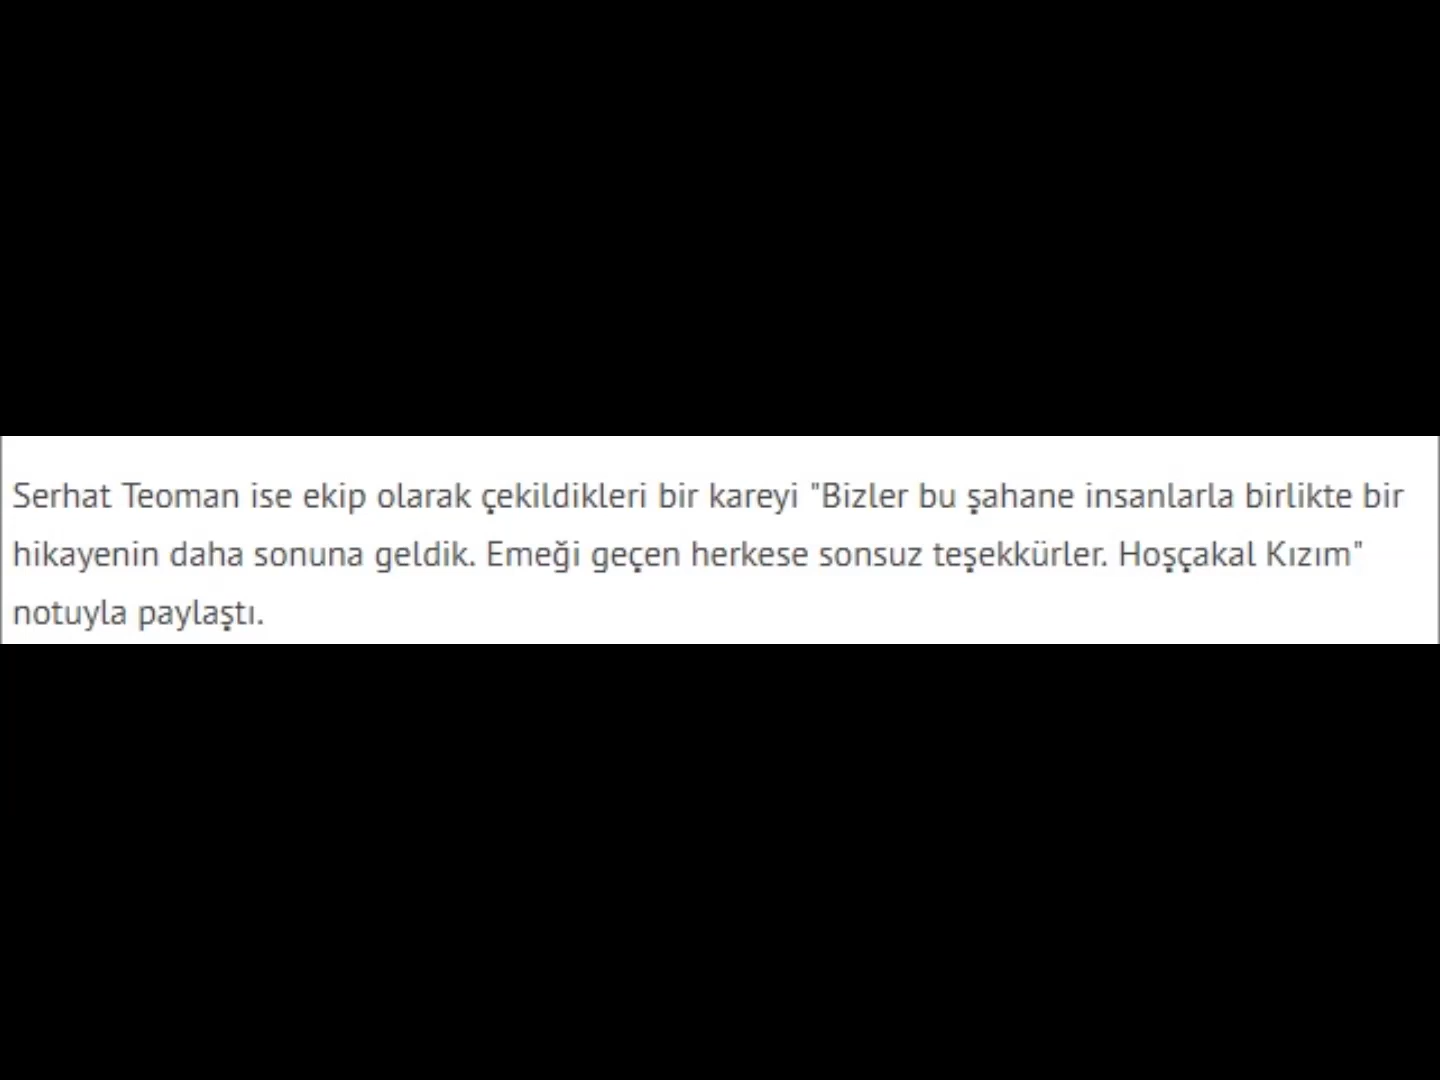 Serhat Teoman ise ekip olarak çekildikleri bir kareyi "Bizler bu şahane insanlarla birlikte bir
hikayenin daha sonuna geldik. Emeği geçen herkese sonsuz teşekkürler. Hoşçakal Kızım"
notuyla paylaştı.